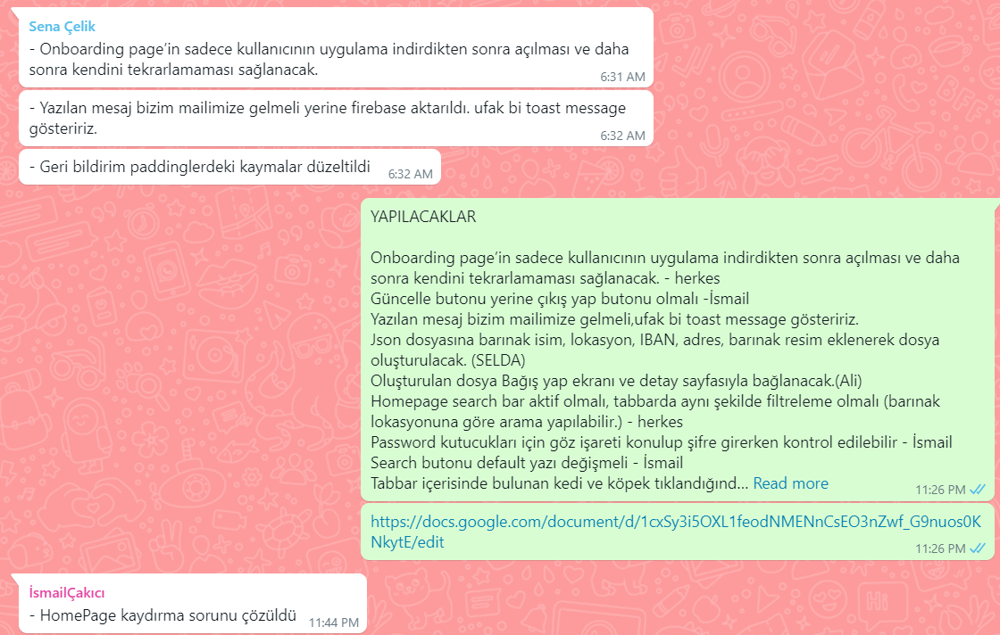 Sena Çelik
- Onboarding page’in sadece kullanıcının uygulama indirdikten sonra açılması ve daha
sonra kendini tekrarlamaması sağlanacak.
6:31 AM
- Yazılan mesaj bizim mailimize gelmeli yerine firebase aktarıldı. ufak bi toast message
gösteririz.
6:32 AM
- Geri bildirim paddinglerdeki kaymalar düzeltildi
6:32 AM
YAPILACAKLAR
Onboarding page’in sadece kullanıcının uygulama indirdikten sonra açılması ve daha
sonra kendini tekrarlamaması sağlanacak. - herkes
Güncelle butonu yerine çıkış yap butonu olmalı -İsmail
Yazılan mesaj bizim mailimize gelmeli,ufak bi toast message gösteririz.
Json dosyasına barınak isim, lokasyon, IBAN, adres, barınak resim eklenerek dosya
oluşturulacak. (SELDA)
Oluşturulan dosya Bağış yap ekranı ve detay sayfasıyla bağlanacak.(Ali)
Homepage search bar aktif olmalı, tabbarda aynı şekilde filtreleme olmalı (barınak
lokasyonuna göre arama yapılabilir.) - herkes
Password kutucukları için göz işareti konulup şifre girerken kontrol edilebilir - İsmail
Search butonu default yazı değişmeli - İsmail
Tabbar içerisinde bulunan kedi ve köpek tıklandığınd... Read more
11:26 PM
https://docs.google.com/document/d/1cxSy3i5OXL1feodNMENnCsEO3nZwf_G9nuos0K
NkytE/edit
11:26 PM
İsmailÇakıcı
- HomePage kaydırma sorunu çözüldü
11:44 PM